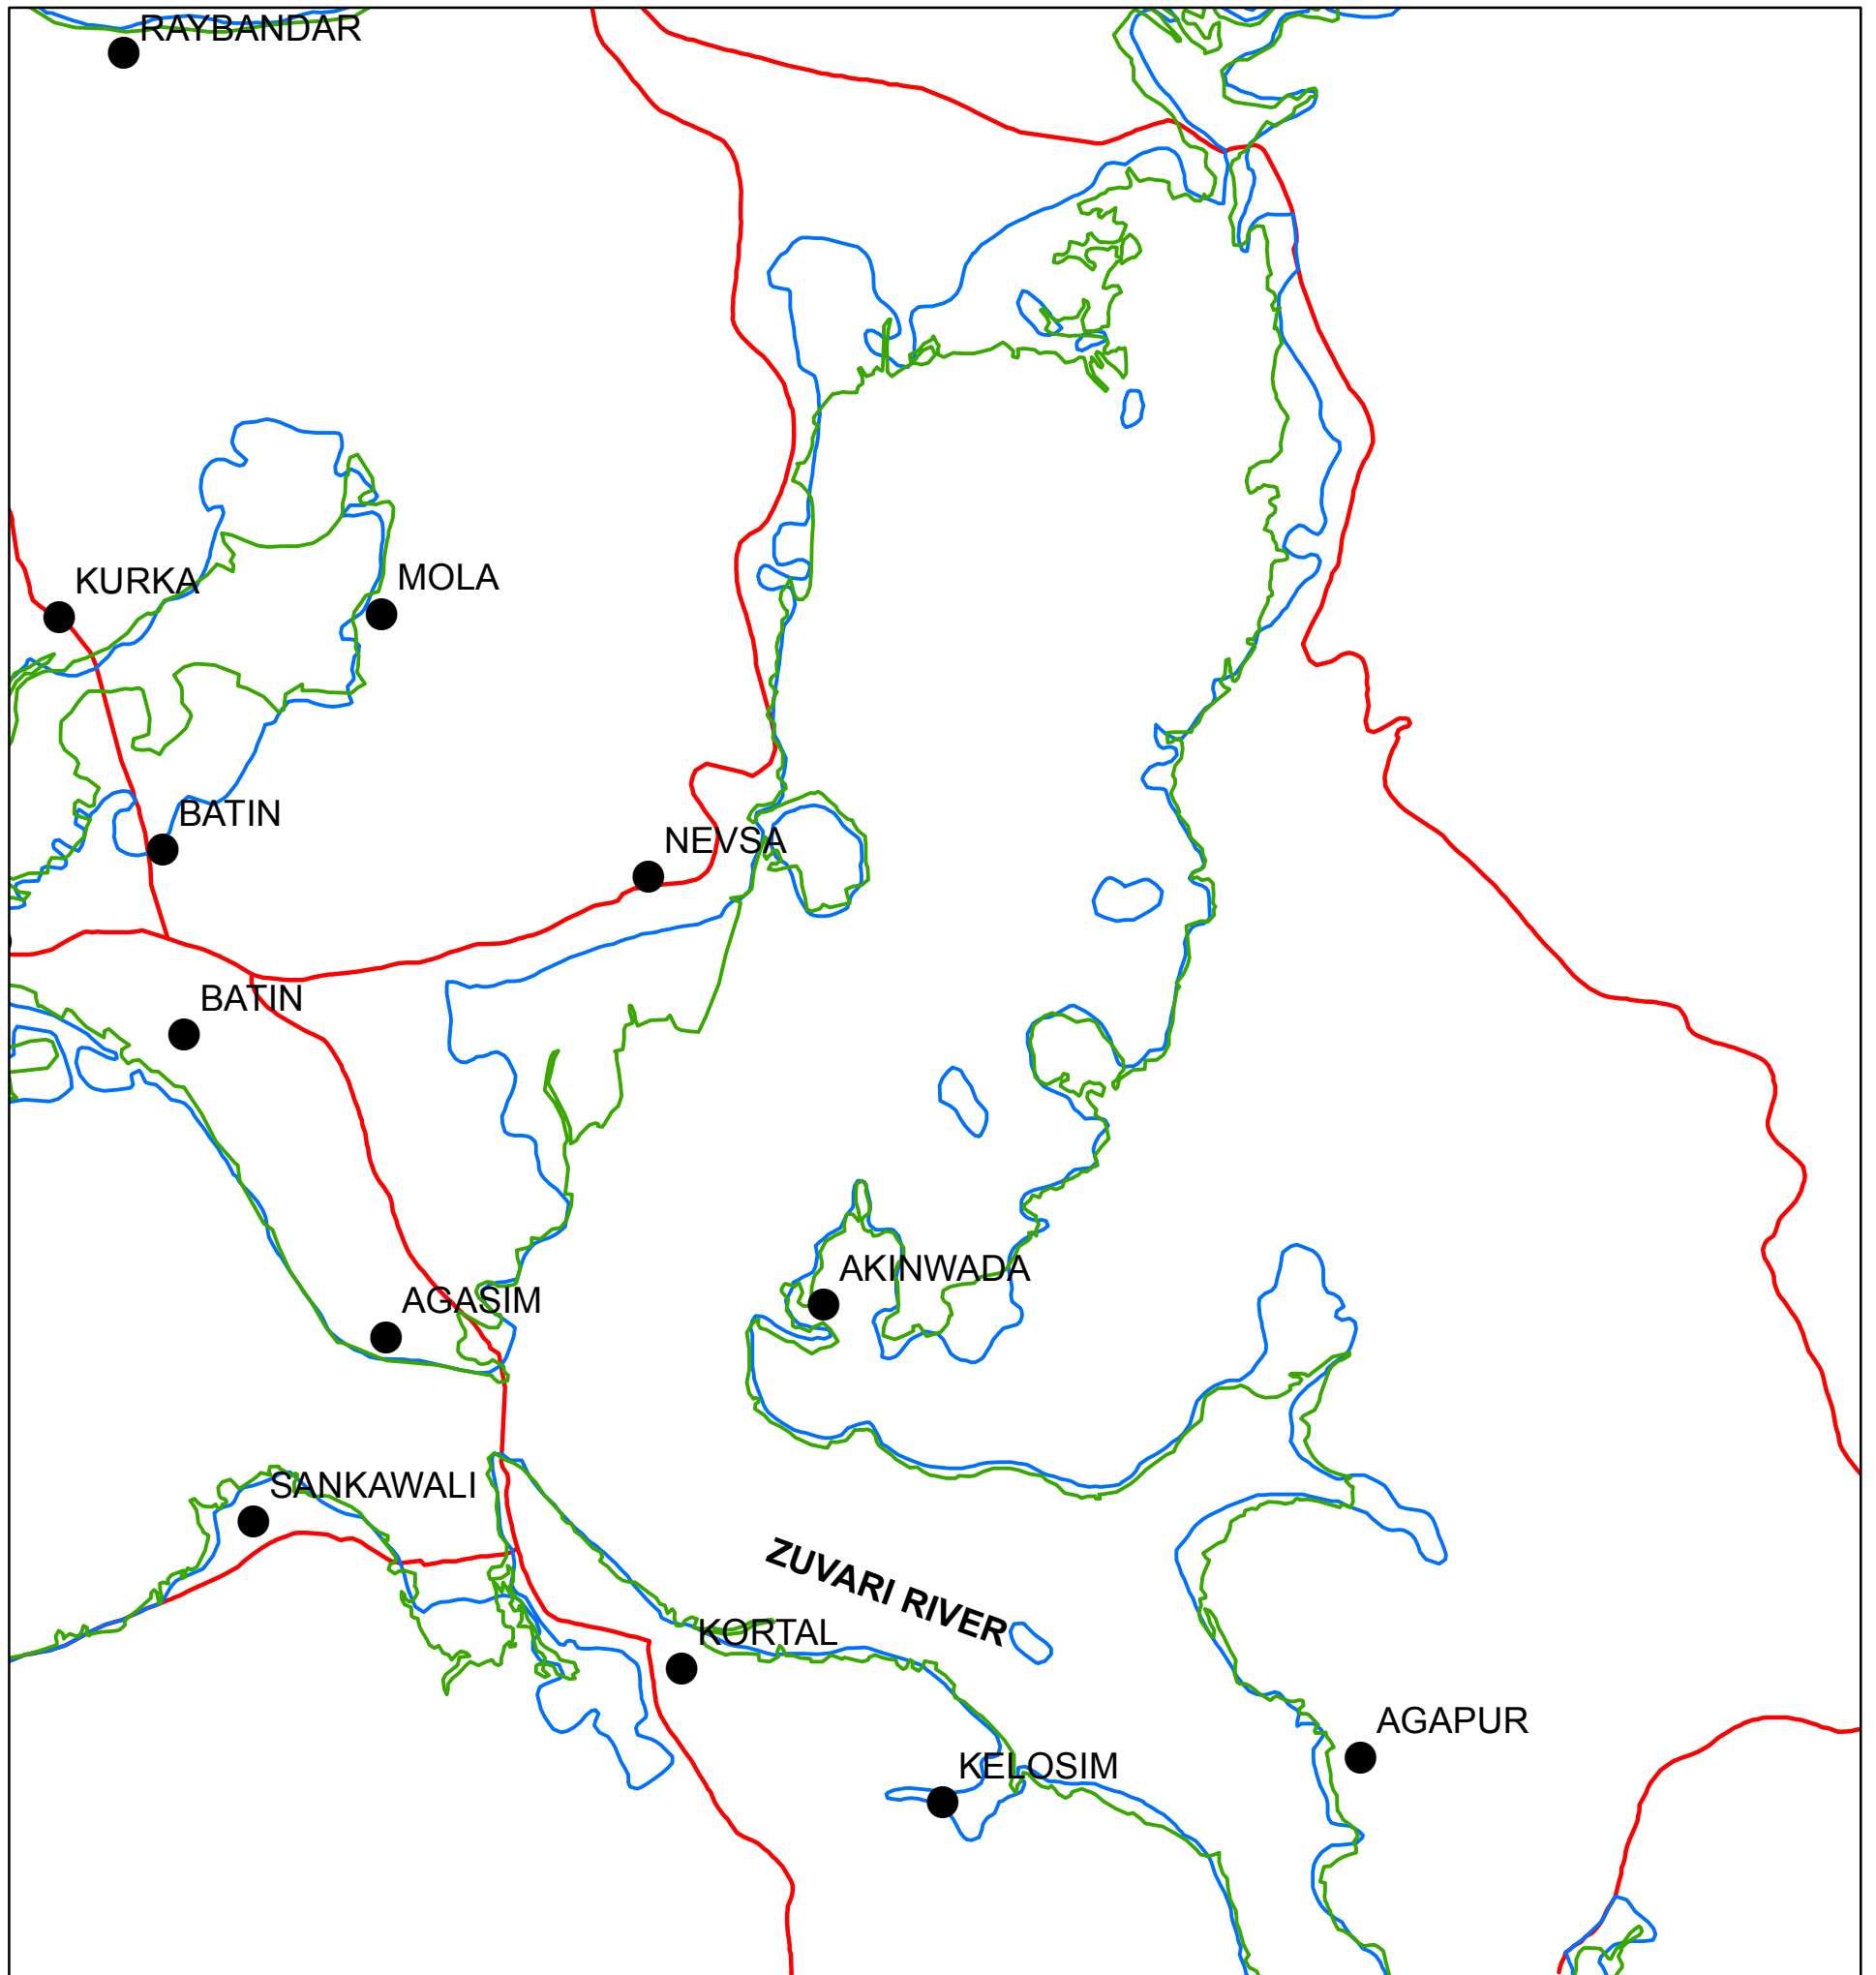 RAYBANDAR
KURKA
MOLA
BATIN
NEVSA
BATIN
AKINWADA
AGASIM
SANKAWALI
ZUVARI RIVER
KORTAL
AGAPUR
KELOSIM